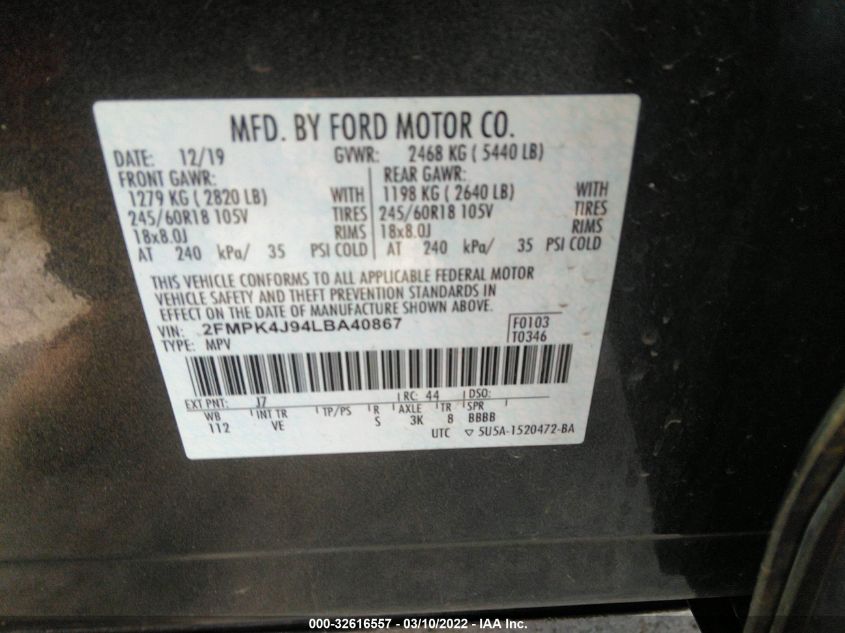 MFD. BY FORD MOTOR CO.
DATE: 12/19 GVWR: 2468 KG ( 5440 LB)
FRONT GAWR: REAR GAWR:
1279 KG ( 2820 LB) WITH 1198 KG ( 2640 LB) WITH
245/60R18 105V TIRES 245/60R18 105V TIRES
18x8.0J RIMS 18x8.0J RIMS
AT 240 kPa/ 35 PSI COLD AT 240 kPa/ 35 PSI COLD
THIS VEHICLE CONFORMS TO ALL APPLICABLE FEDERAL MOTOR
VEHICLE SAFETY AND THEFT PREVENTION STANDARDS IN
EFFECT ON THE DATE OF MANUFACTURE SHOWN ABOVE.
VIN: 2FMPK4J94LBA40867 F0103
TYPE: MPV T0346
EXT PNT: J7 RC: 44 DSO:
WB INT TR TP/PS R AXLE TR SPR
112 VE S 3K 8 BBBB
UTC ▽ 5U5A-1520472-BA
000-32616557 - 03/10/2022 - IAA Inc.